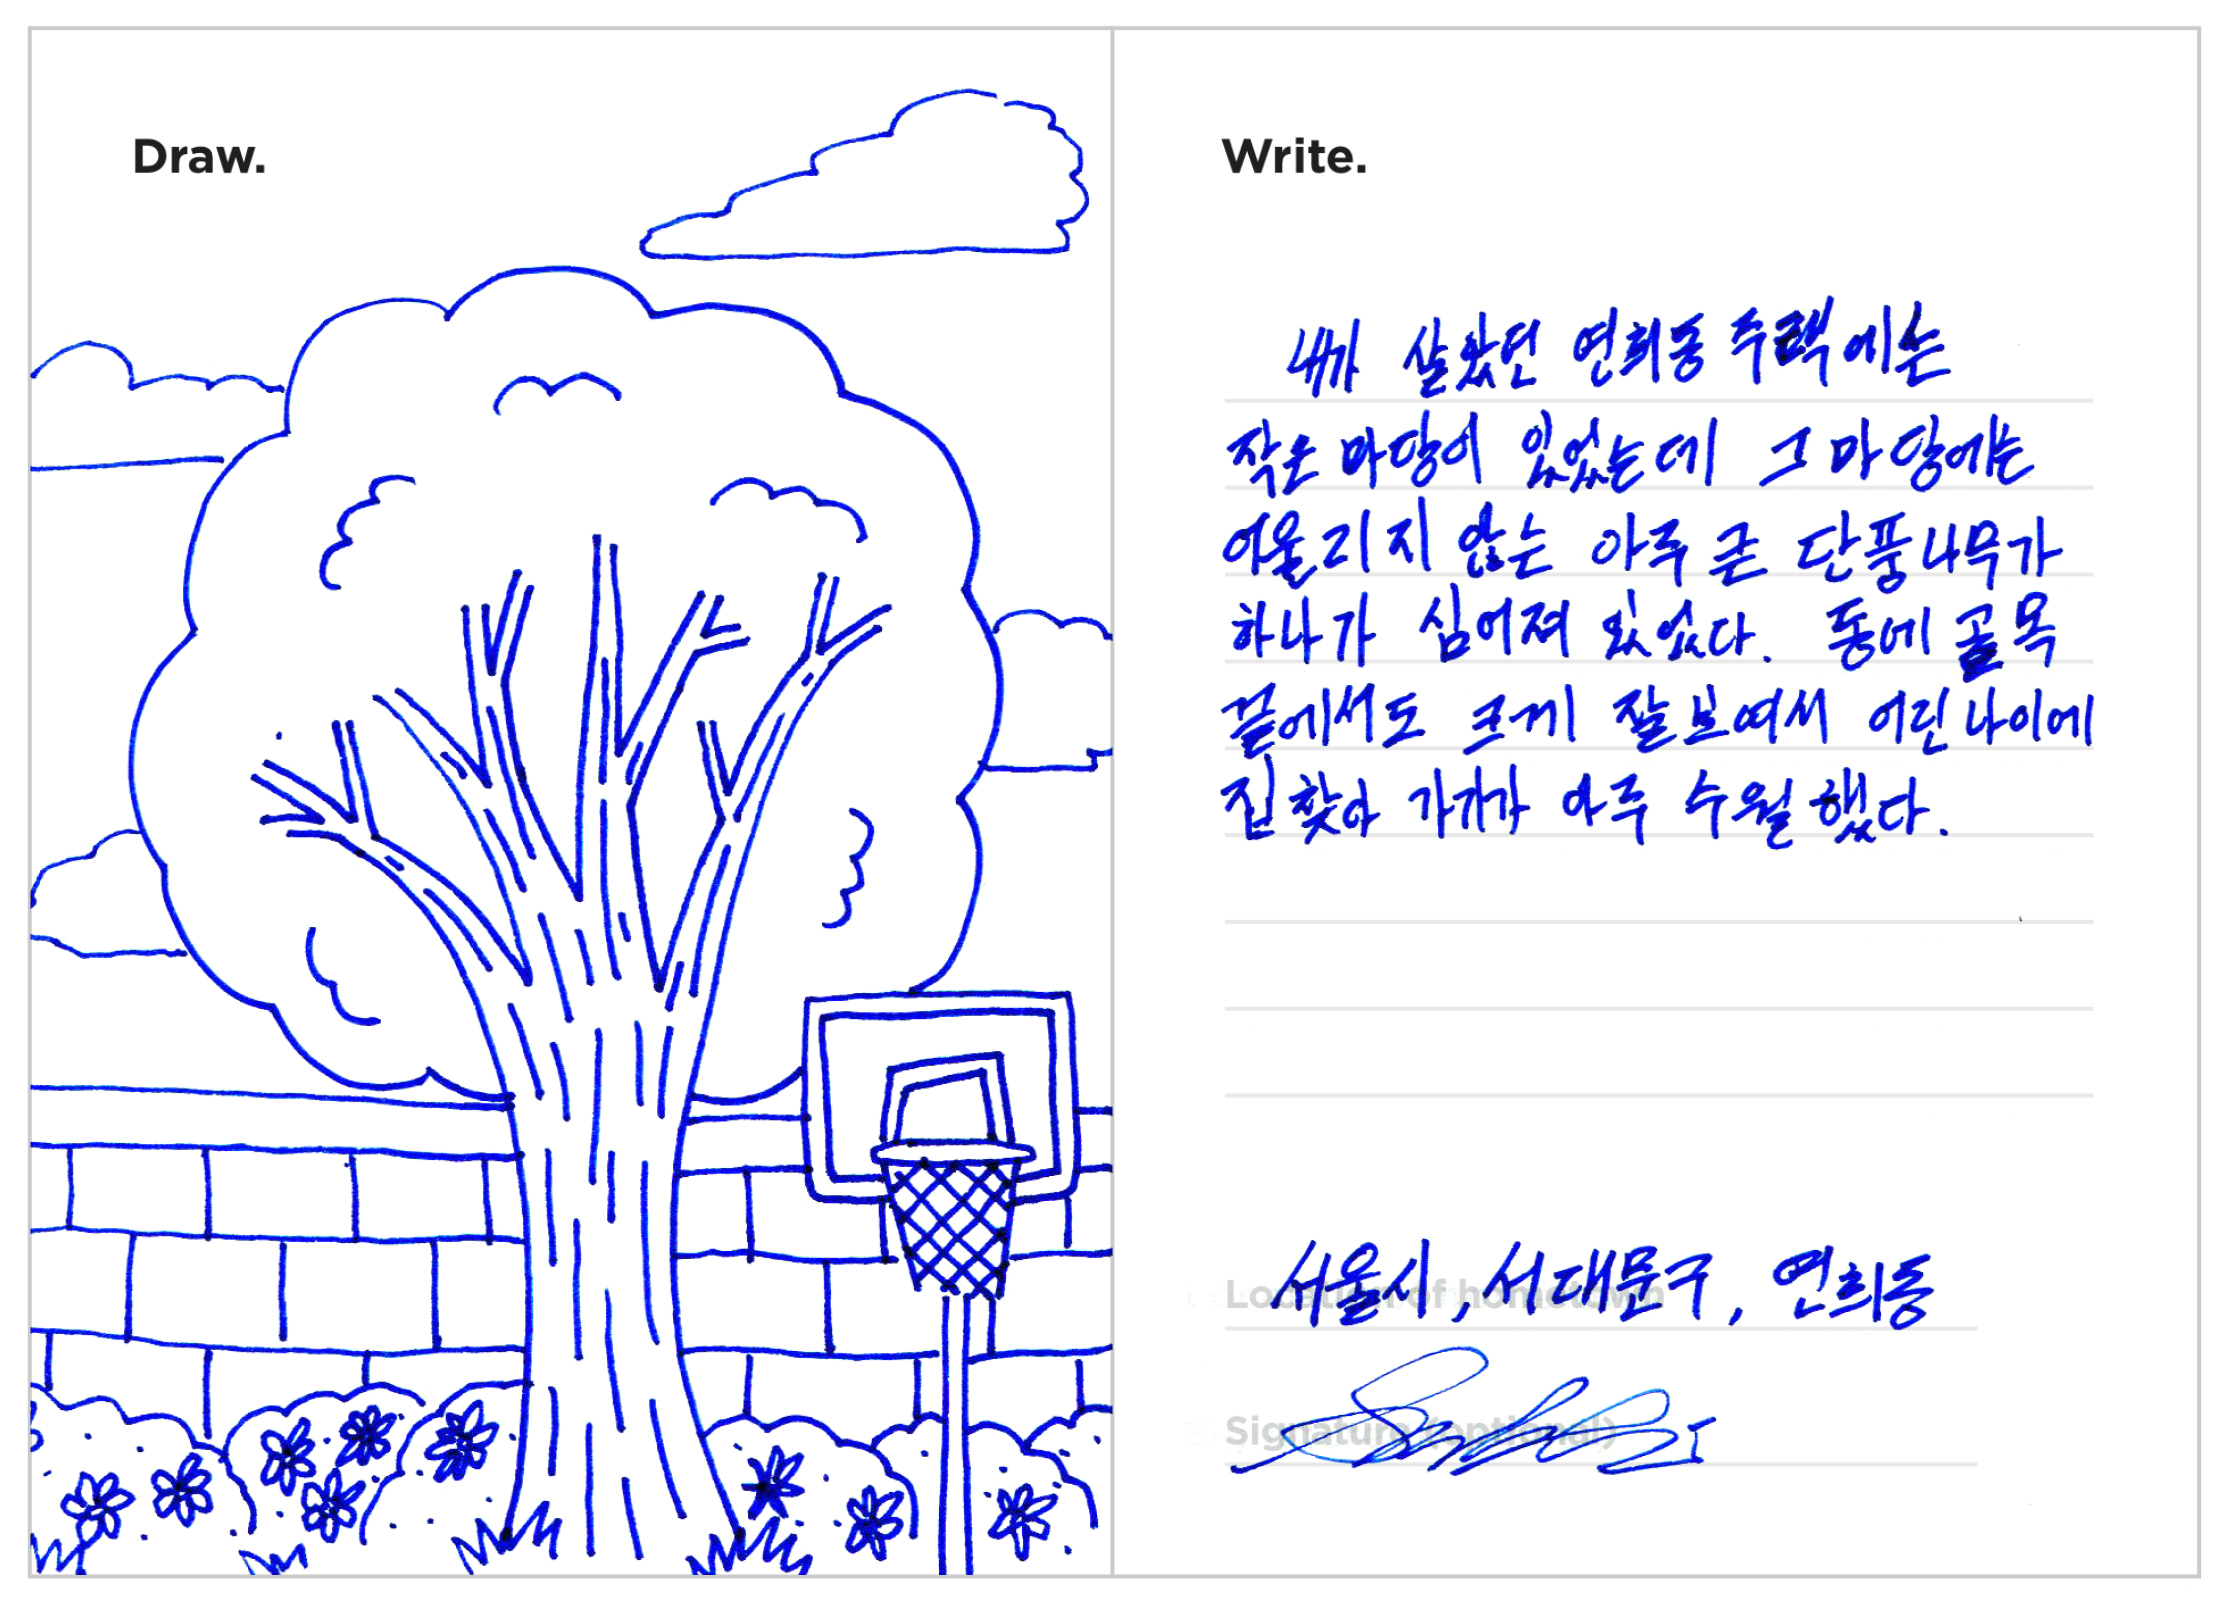 Draw.
Write.
내가 살았던 연희동 주택에는
작은 마당이 있었는데 그 마당에는
어울리지 않는 아주 큰 단풍나무가
하나가 심어져 있었다. 동에 골목
끝에서도 크게 잘 보여서 어린 나이에
집 찾아 가가가 아주 수월했다.
Location of hometown
서울시, 서대문구, 연희동
Signature (optional)